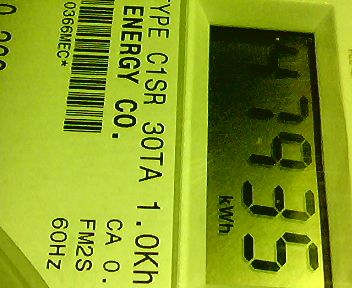 47935
kWh
TYPE C1SR 30TA 1.0Kh
ENERGY CO.
CA 0.
FM2S
0366MEC*
60Hz